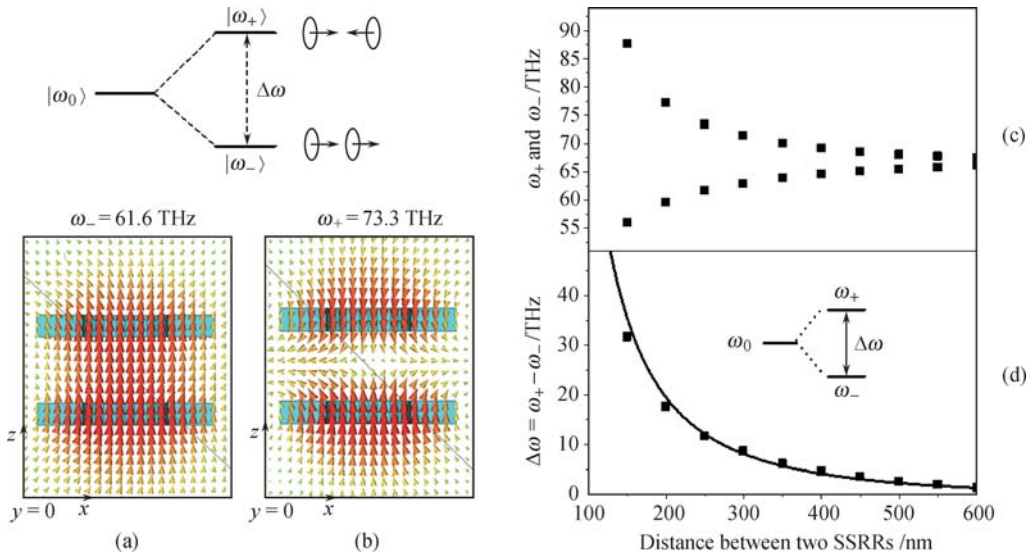 |ω₊⟩
|ω₀⟩
Δω
|ω₋⟩
ω₋ = 61.6 THz
ω₊ = 73.3 THz
z
y = 0
x
(a)
z
y = 0
x
(b)
ω₊ and ω₋ /THz
90
85
80
75
70
65
60
55
(c)
Δω = ω₊ − ω₋ /THz
40
30
20
10
0
ω₊
ω₀
Δω
ω₋
(d)
200 300 400 500 600
Distance between two SSRRs /nm